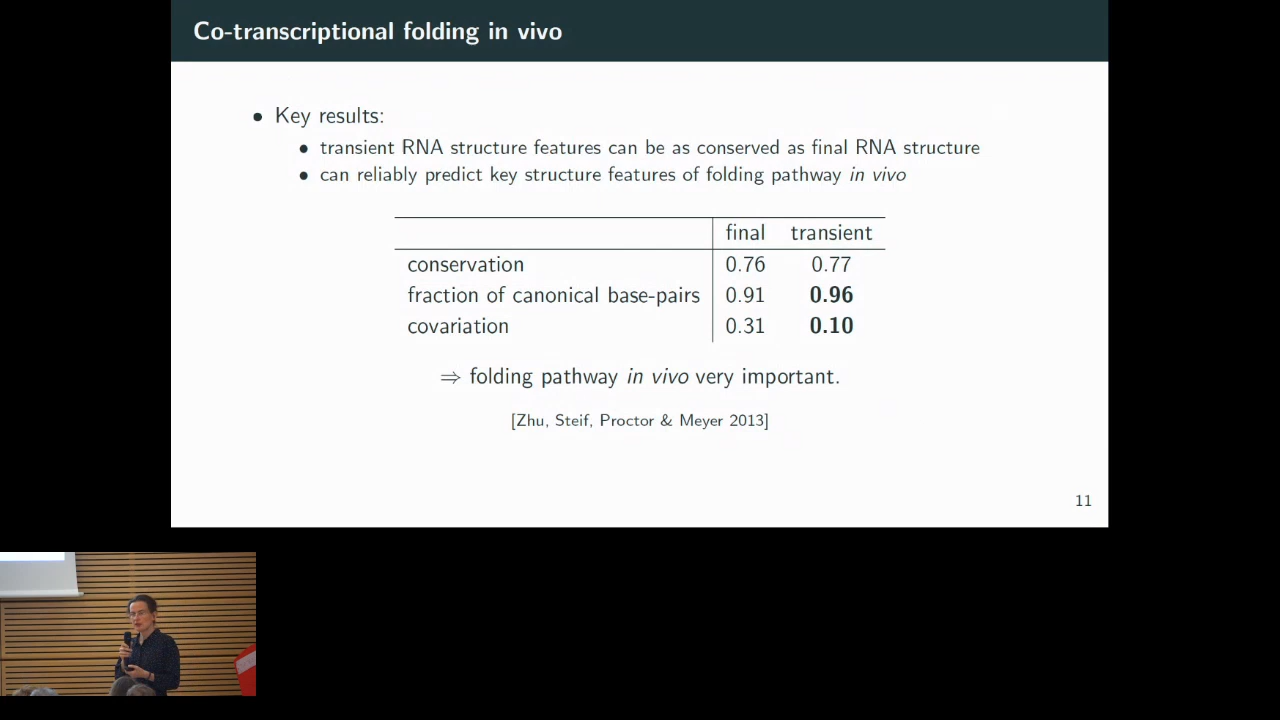 Co-transcriptional folding in vivo
• Key results:
• transient RNA structure features can be as conserved as final RNA structure
• can reliably predict key structure features of folding pathway in vivo
final transient
conservation 0.76 0.77
fraction of canonical base-pairs 0.91 0.96
covariation 0.31 0.10
⇒ folding pathway in vivo very important.
[Zhu, Steif, Proctor & Meyer 2013]
11